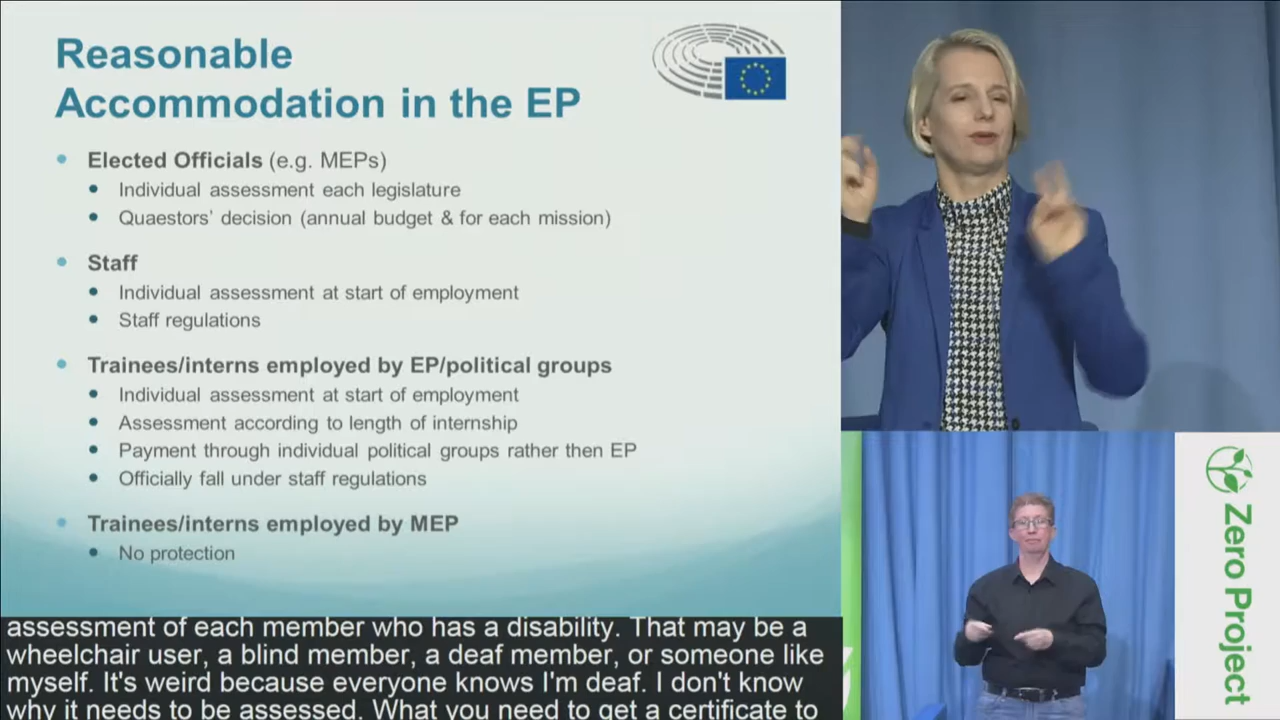 Reasonable
Accommodation in the EP
Elected Officials (e.g. MEPs)
Individual assessment each legislature
Quaestors' decision (annual budget & for each mission)
Staff
Individual assessment at start of employment
Staff regulations
Trainees/interns employed by EP/political groups
Individual assessment at start of employment
Assessment according to length of internship
Payment through individual political groups rather then EP
Officially fall under staff regulations
Trainees/interns employed by MEP
No protection
assessment of each member who has a disability. That may be a
wheelchair user, a blind member, a deaf member, or someone like
myself. It's weird because everyone knows I'm deaf. I don't know
why it needs to be assessed. What you need to get a certificate to
Zero Project